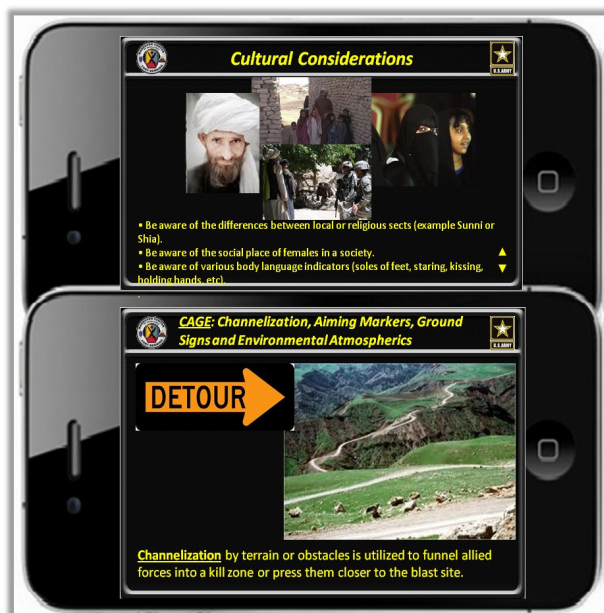 Cultural Considerations
U.S. ARMY
▪ Be aware of the differences between local or religious sects (example Sunni or
Shia).
▪ Be aware of the social place of females in a society.
▪ Be aware of various body language indicators (soles of feet, staring, kissing,
holding hands, etc).
CAGE: Channelization, Aiming Markers, Ground
Signs and Environmental Atmospherics
U.S. ARMY
DETOUR
Channelization by terrain or obstacles is utilized to funnel allied
forces into a kill zone or press them closer to the blast site.